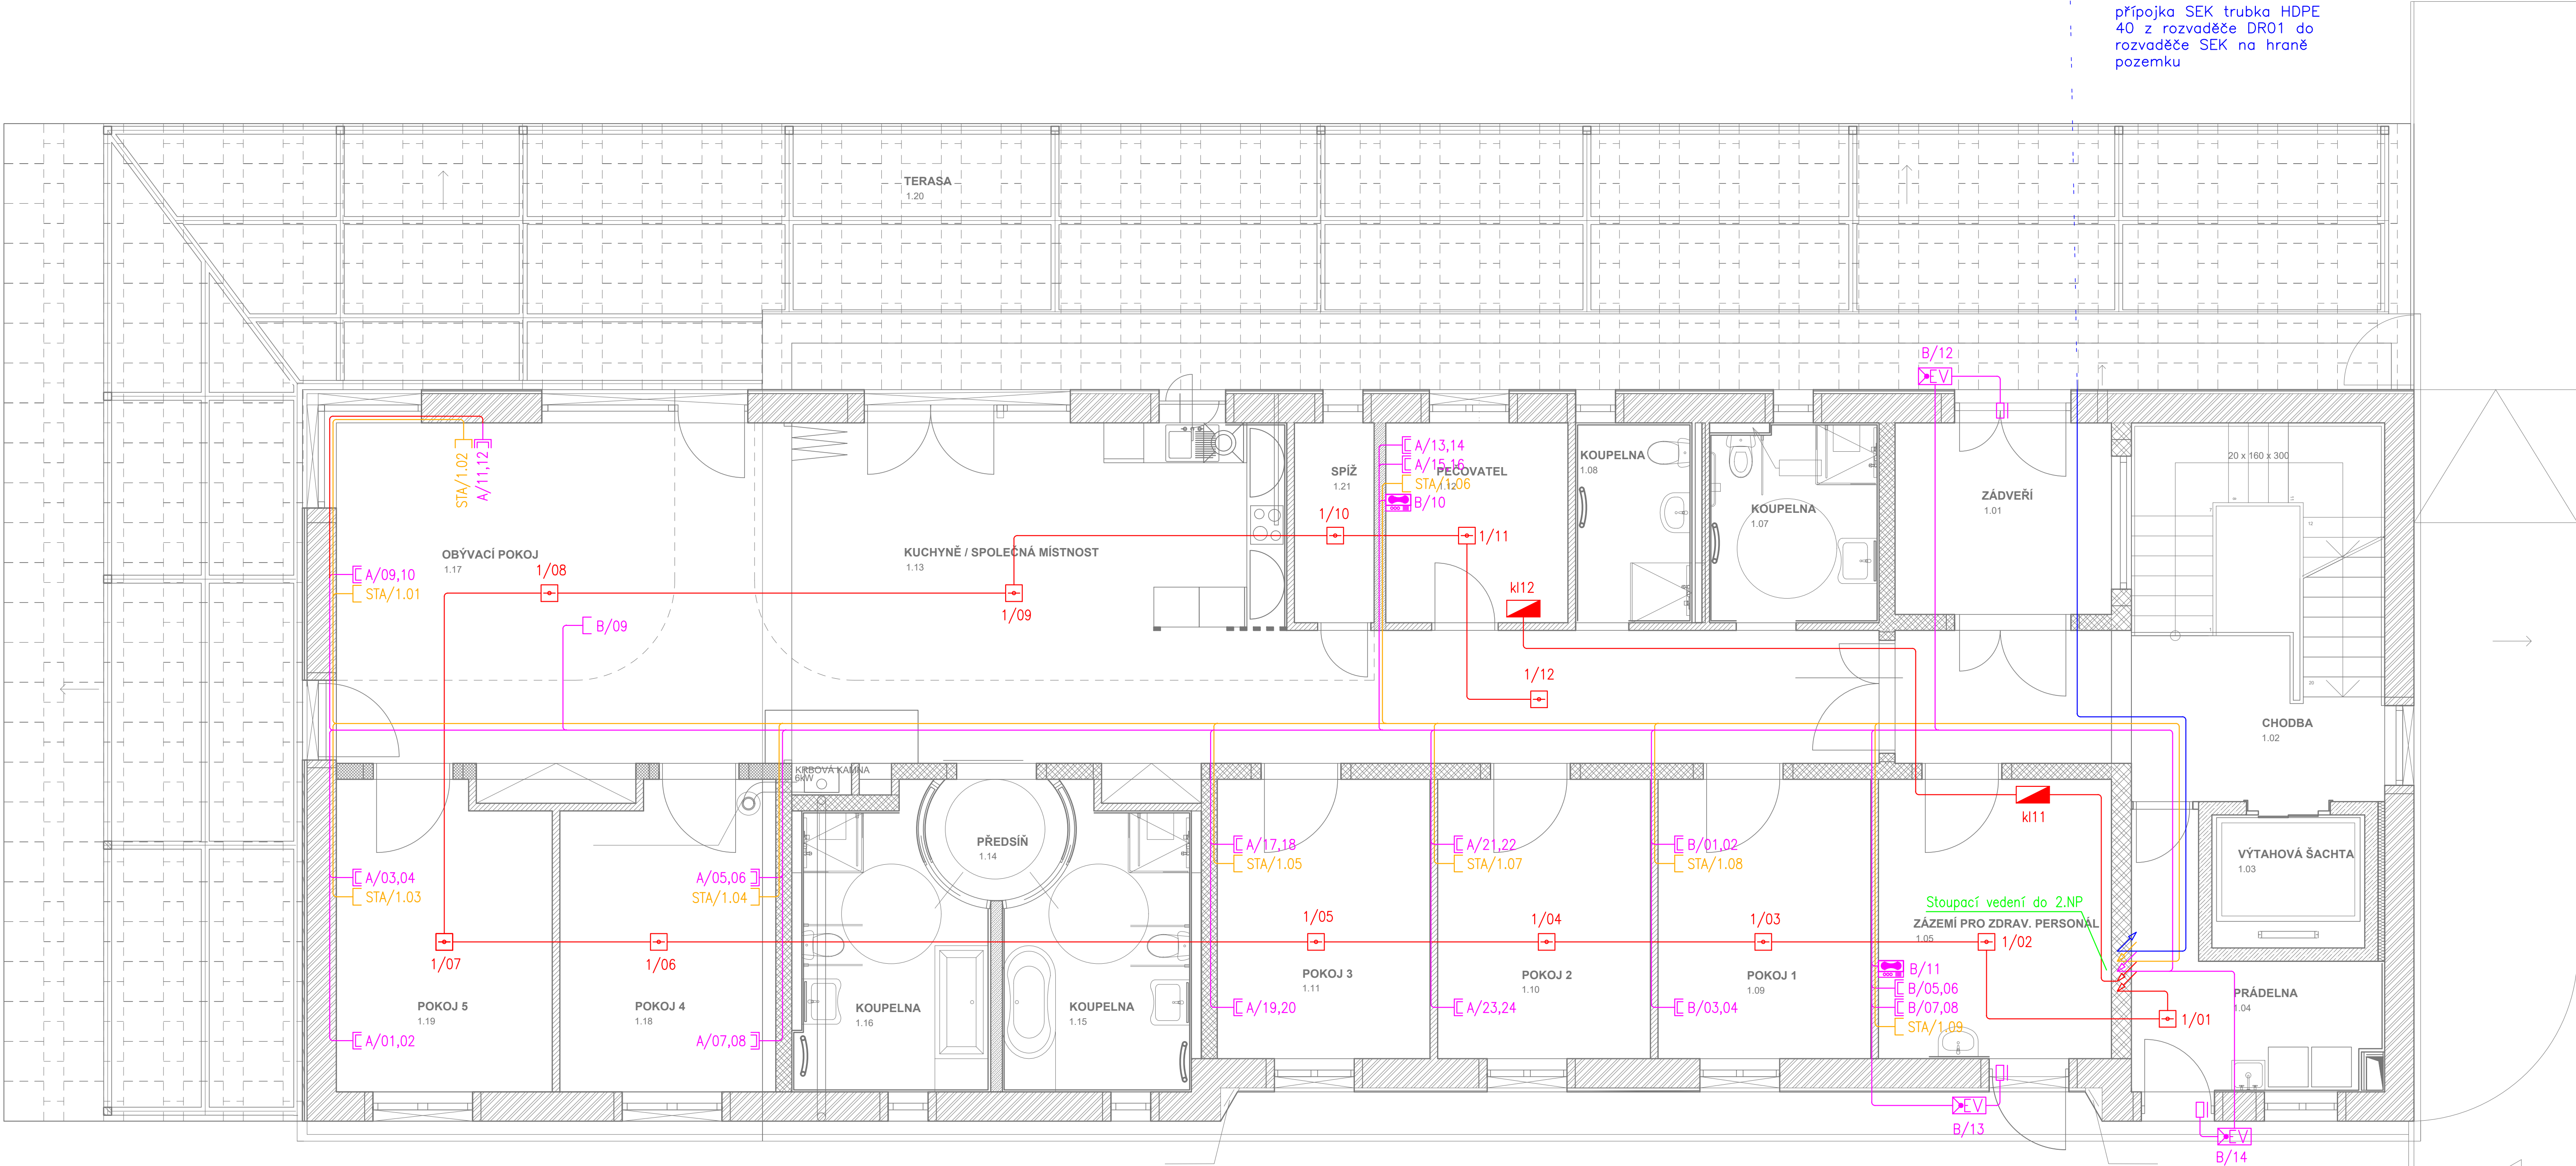 přípojka SEK trubka HDPE
40 z rozvaděče DR01 do
rozvaděče SEK na hraně
pozemku
TERASA
1.20
B/12
EV
STA/1.02
A/11,12
A/13,14
A/15,16
STA/1.06
B/10
SPÍŽ
1.21
PEČOVATEL
1.12
KOUPELNA
1.08
KOUPELNA
1.07
ZÁDVEŘÍ
1.01
20 x 160 x 300
OBÝVACÍ POKOJ
1.17
KUCHYNĚ / SPOLEČNÁ MÍSTNOST
1.13
1/10
1/11
1/08
1/09
A/09,10
STA/1.01
B/09
kl12
1/12
CHODBA
1.02
KRBOVÁ KAMNA
6kW
kl11
PŘEDSÍŇ
1.14
A/17,18
STA/1.05
A/21,22
STA/1.07
B/01,02
STA/1.08
VÝTAHOVÁ ŠACHTA
1.03
A/03,04
STA/1.03
A/05,06
STA/1.04
Stoupací vedení do 2.NP
ZÁZEMÍ PRO ZDRAV. PERSONÁL
1.05
1/05
1/04
1/03
1/02
1/07
1/06
POKOJ 3
1.11
POKOJ 2
1.10
POKOJ 1
1.09
B/11
B/05,06
B/07,08
STA/1.09
PRÁDELNA
1.04
1/01
POKOJ 5
1.19
POKOJ 4
1.18
KOUPELNA
1.16
KOUPELNA
1.15
A/19,20
A/23,24
B/03,04
A/01,02
A/07,08
EV
B/13
EV
B/14